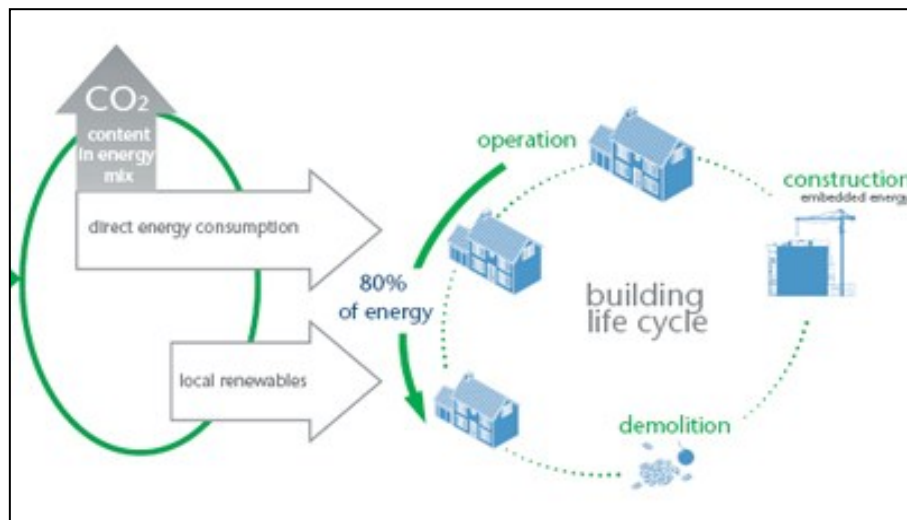 CO₂
content
in energy
mix
direct energy consumption
local renewables
80%
of energy
operation
construction
embedded energy
building
life cycle
demolition